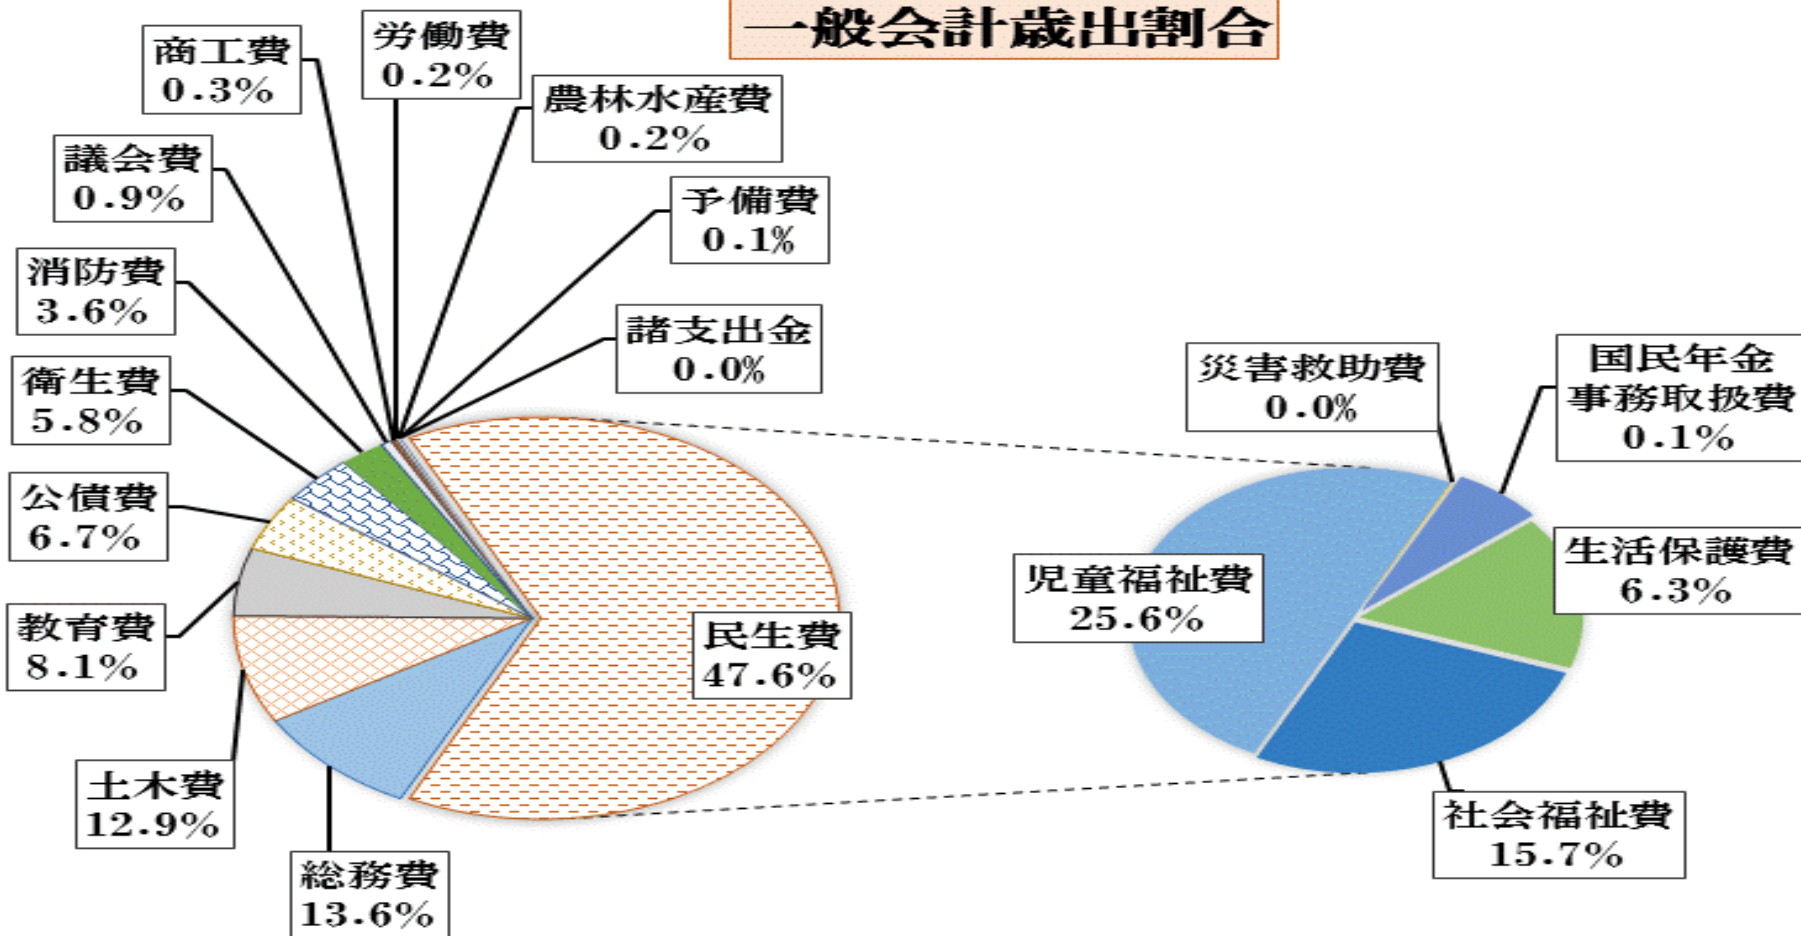 一般会計歳出割合
労働費
0.2%
商工費
0.3%
農林水産費
0.2%
議会費
0.9%
予備費
0.1%
消防費
3.6%
諸支出金
0.0%
衛生費
5.8%
公債費
6.7%
教育費
8.1%
土木費
12.9%
総務費
13.6%
民生費
47.6%
災害救助費
0.0%
国民年金
事務取扱費
0.1%
生活保護費
6.3%
児童福祉費
25.6%
社会福祉費
15.7%